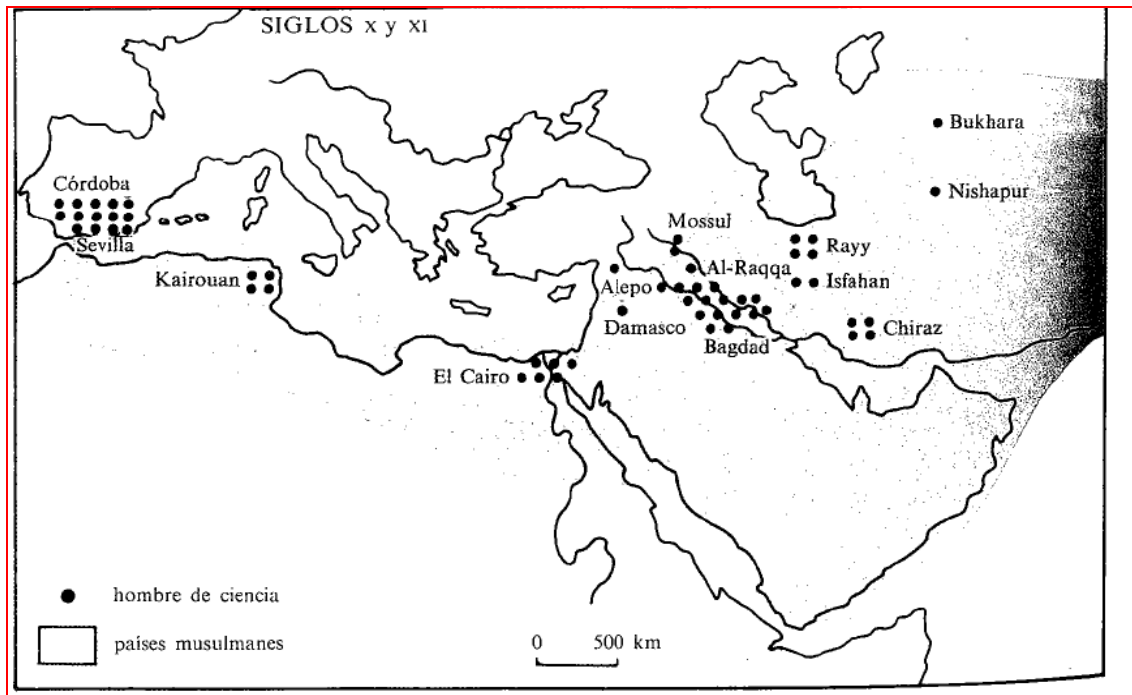 SIGLOS X y XI
Bukhara
Nishapur
Córdoba
Sevilla
Mossul
Rayy
Kairouan
Al-Raqqa
Isfahan
Alepo
Damasco
Chiraz
Bagdad
El Cairo
hombre de ciencia
países musulmanes
0 500 km